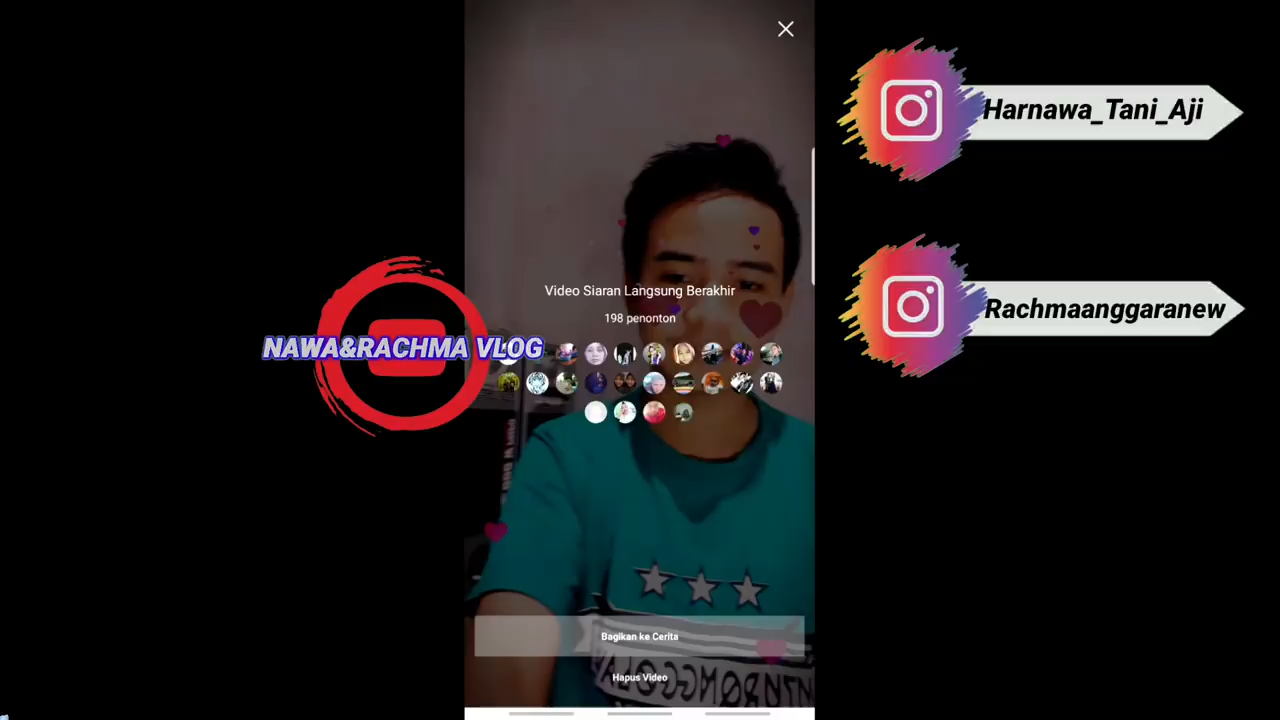 Harnawa_Tani_Aji
Video Siaran Langsung Berakhir
198 penonton
Rachmaanggaranew
NAWA&RACHMA VLOG
Bagikan ke Cerita
Hapus Video